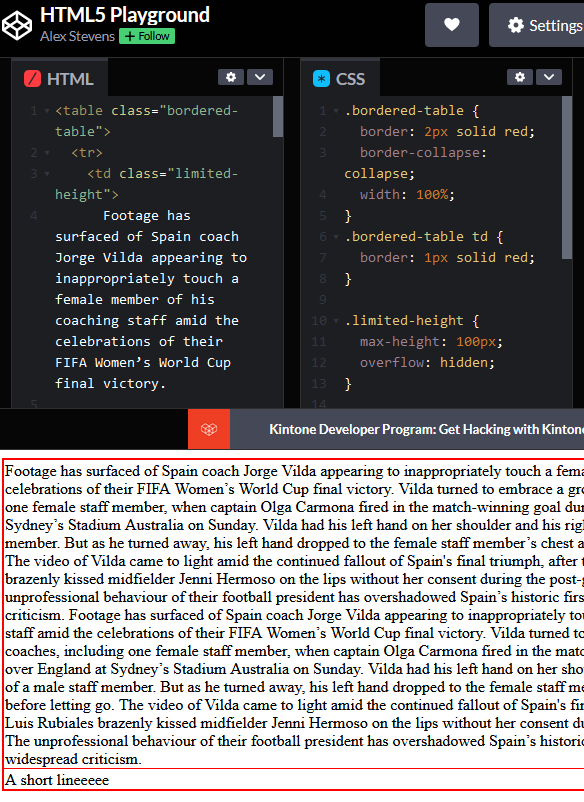 HTML5 Playground
Alex Stevens + Follow
Settings
HTML
1 <table class="bordered-
table">
2 <tr>
3 <td class="limited-
height">
4 Footage has
surfaced of Spain coach
Jorge Vilda appearing to
inappropriately touch a
female member of his
coaching staff amid the
celebrations of their
FIFA Women’s World Cup
final victory.
5
CSS
1 .bordered-table {
2 border: 2px solid red;
3 border-collapse:
collapse;
4 width: 100%;
5 }
6 .bordered-table td {
7 border: 1px solid red;
8 }
9
10 .limited-height {
11 max-height: 100px;
12 overflow: hidden;
13 }
14
Kintone Developer Program: Get Hacking with Kintone
Footage has surfaced of Spain coach Jorge Vilda appearing to inappropriately touch a fema
celebrations of their FIFA Women’s World Cup final victory. Vilda turned to embrace a gro
one female staff member, when captain Olga Carmona fired in the match-winning goal dur
Sydney’s Stadium Australia on Sunday. Vilda had his left hand on her shoulder and his righ
member. But as he turned away, his left hand dropped to the female staff member’s chest a
The video of Vilda came to light amid the continued fallout of Spain's final triumph, after t
brazenly kissed midfielder Jenni Hermoso on the lips without her consent during the post-g
unprofessional behaviour of their football president has overshadowed Spain’s historic firs
criticism. Footage has surfaced of Spain coach Jorge Vilda appearing to inappropriately tou
staff amid the celebrations of their FIFA Women’s World Cup final victory. Vilda turned to
coaches, including one female staff member, when captain Olga Carmona fired in the matc
over England at Sydney’s Stadium Australia on Sunday. Vilda had his left hand on her shou
of a male staff member. But as he turned away, his left hand dropped to the female staff me
before letting go. The video of Vilda came to light amid the continued fallout of Spain's fin
Luis Rubiales brazenly kissed midfielder Jenni Hermoso on the lips without her consent du
The unprofessional behaviour of their football president has overshadowed Spain’s historic
widespread criticism.
A short lineeeee